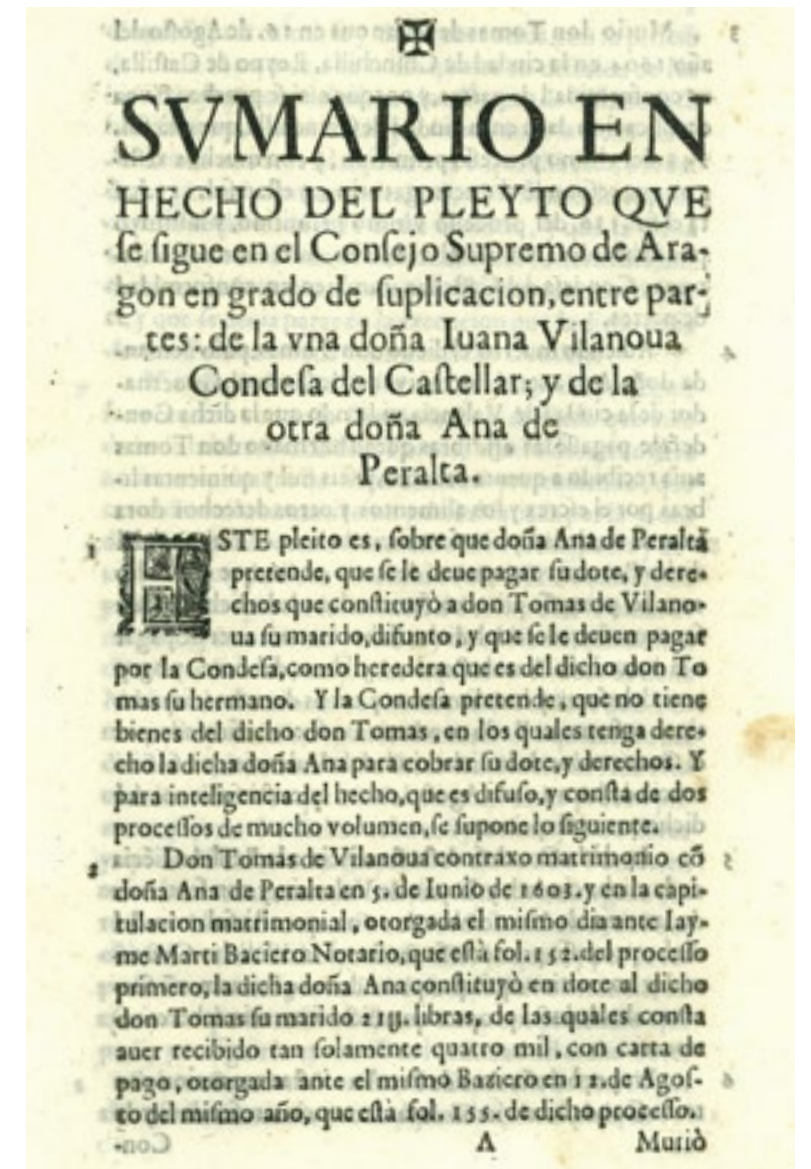 ✠
SVMARIO EN
HECHO DEL PLEYTO QVE
ſe ſigue en el Conſejo Supremo de Ara-
gon en grado de ſuplicacion, entre par-
tes: de la vna doña Iuana Vilanoua
Condeſa del Caſtellar; y de la
otra doña Ana de
Peralta.
1 ESTE pleito es, ſobre que doña Ana de Peralta
pretende, que ſe le deue pagar ſu dote, y dere-
chos que conſtituyò a don Tomas de Vilano-
ua ſu marido, difunto, y que ſe le deuen pagar
por la Condeſa, como heredera que es del dicho don To
mas ſu hermano. Y la Condeſa pretende, que no tiene
bienes del dicho don Tomas, en los quales tenga dere-
cho la dicha doña Ana para cobrar ſu dote, y derechos. Y
para inteligencia del hecho, que es difuſo, y conſta de dos
proceſſos de mucho volumen, ſe ſupone lo ſiguiente.
2 Don Tomas de Vilanoua contraxo matrimonio cõ
doña Ana de Peralta en 5. de Iunio de 1603. y en la capi-
tulacion matrimonial, otorgada el miſmo dia ante Iay-
me Marti Baciero Notario, que eſtà fol. 152. del proceſſo
primero, la dicha doña Ana conſtituyò en dote al dicho
don Tomas ſu marido libras, de las quales conſta
auer recibido tan ſolamente quatro mil, con carta de
pago, otorgada ante el miſmo Baziero en 12. de Agoſ-
to del miſmo año, que eſtà fol. 155. de dicho proceſſo.
A Muriò